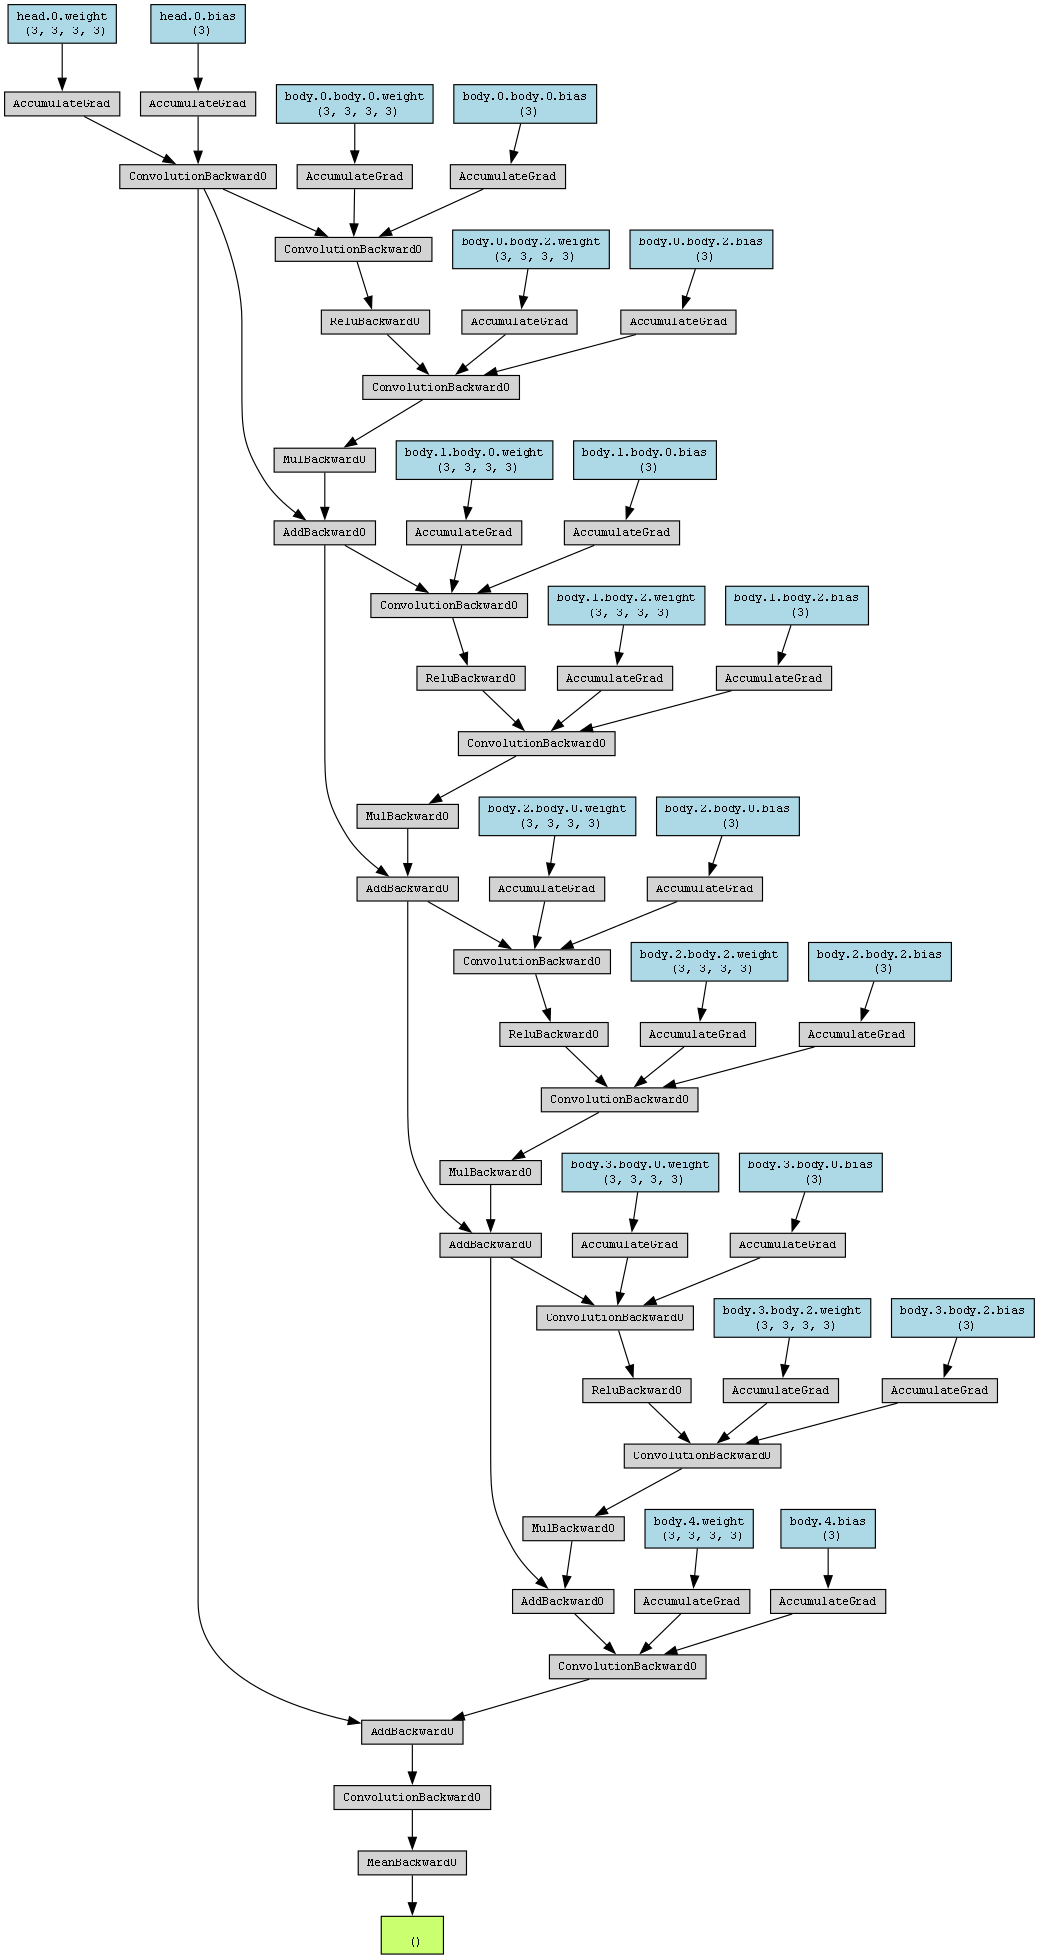 head.0.weight
(3, 3, 3, 3)
head.0.bias
(3)
AccumulateGrad
AccumulateGrad
body.0.body.0.weight
(3, 3, 3, 3)
body.0.body.0.bias
(3)
ConvolutionBackward0
AccumulateGrad
AccumulateGrad
ConvolutionBackward0
body.0.body.2.weight
(3, 3, 3, 3)
body.0.body.2.bias
(3)
ReluBackward0
AccumulateGrad
AccumulateGrad
ConvolutionBackward0
MulBackward0
body.1.body.0.weight
(3, 3, 3, 3)
body.1.body.0.bias
(3)
AddBackward0
AccumulateGrad
AccumulateGrad
ConvolutionBackward0
body.1.body.2.weight
(3, 3, 3, 3)
body.1.body.2.bias
(3)
ReluBackward0
AccumulateGrad
AccumulateGrad
ConvolutionBackward0
MulBackward0
body.2.body.0.weight
(3, 3, 3, 3)
body.2.body.0.bias
(3)
AddBackward0
AccumulateGrad
AccumulateGrad
ConvolutionBackward0
body.2.body.2.weight
(3, 3, 3, 3)
body.2.body.2.bias
(3)
ReluBackward0
AccumulateGrad
AccumulateGrad
ConvolutionBackward0
MulBackward0
body.3.body.0.weight
(3, 3, 3, 3)
body.3.body.0.bias
(3)
AddBackward0
AccumulateGrad
AccumulateGrad
ConvolutionBackward0
body.3.body.2.weight
(3, 3, 3, 3)
body.3.body.2.bias
(3)
ReluBackward0
AccumulateGrad
AccumulateGrad
ConvolutionBackward0
MulBackward0
body.4.weight
(3, 3, 3, 3)
body.4.bias
(3)
AddBackward0
AccumulateGrad
AccumulateGrad
ConvolutionBackward0
AddBackward0
ConvolutionBackward0
MeanBackward0
()